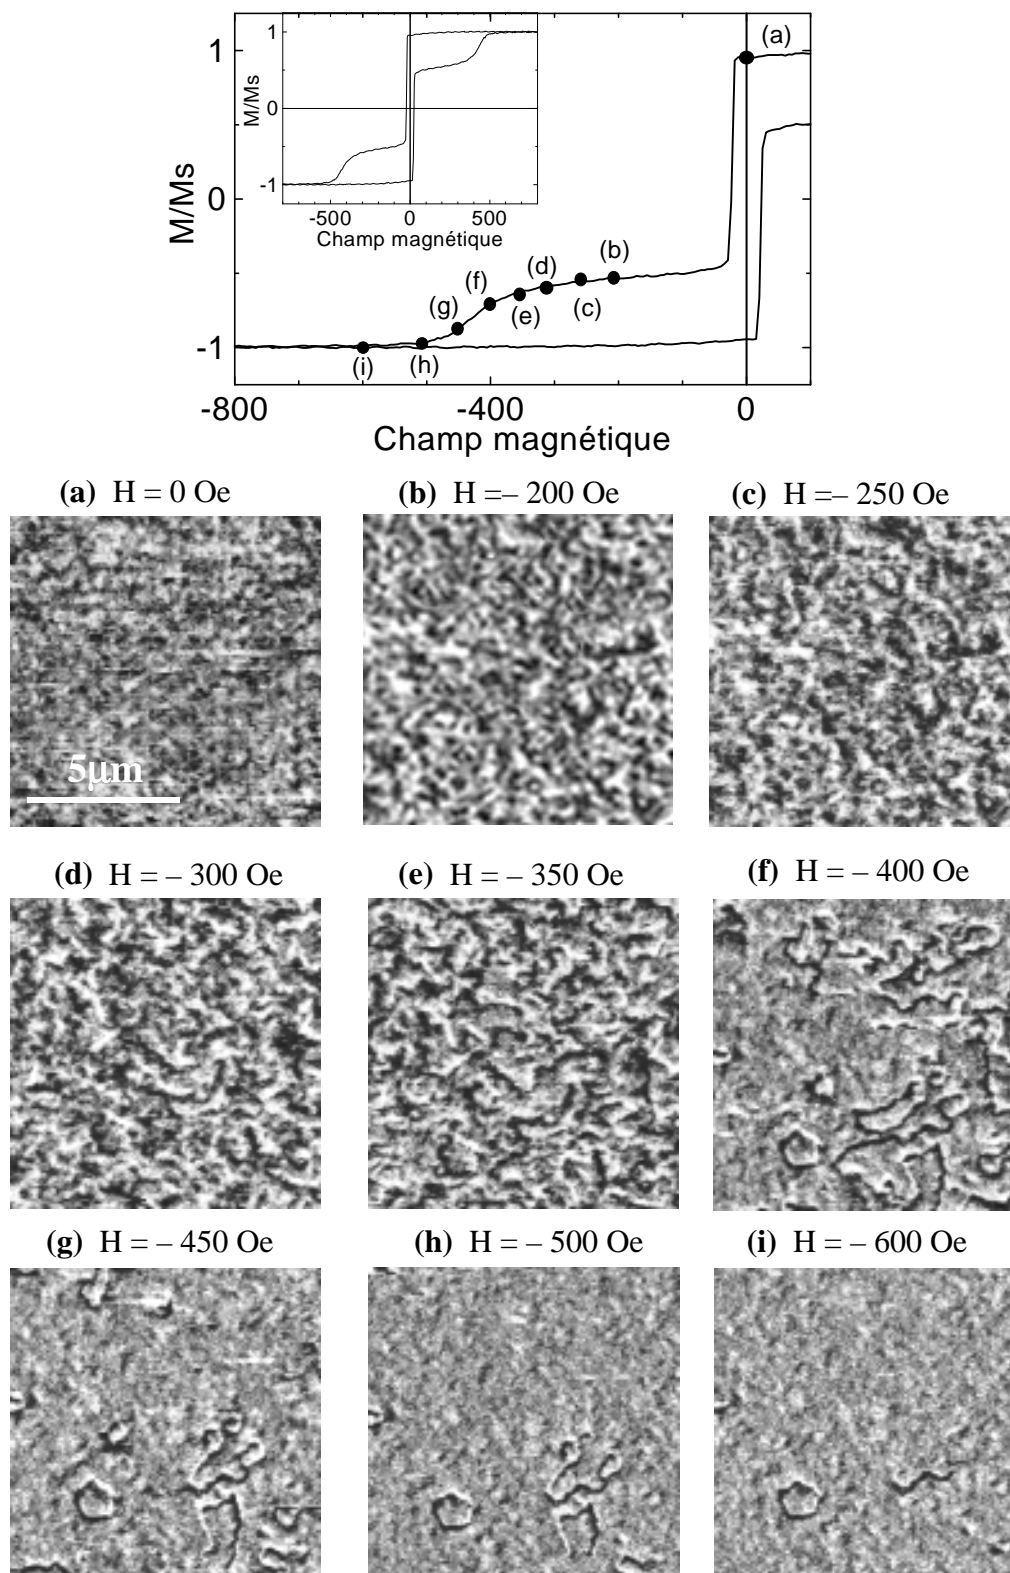 1
0
-1
M/Ms
-800
-400
0
Champ magnétique
1
0
-1
M/Ms
-500
0
500
Champ magnétique
(a)
(b)
(d)
(f)
(c)
(e)
(g)
(h)
(i)
(a) H = 0 Oe
(b) H =– 200 Oe
(c) H =– 250 Oe
5μm
(d) H = – 300 Oe
(e) H = – 350 Oe
(f) H = – 400 Oe
(g) H = – 450 Oe
(h) H = – 500 Oe
(i) H = – 600 Oe